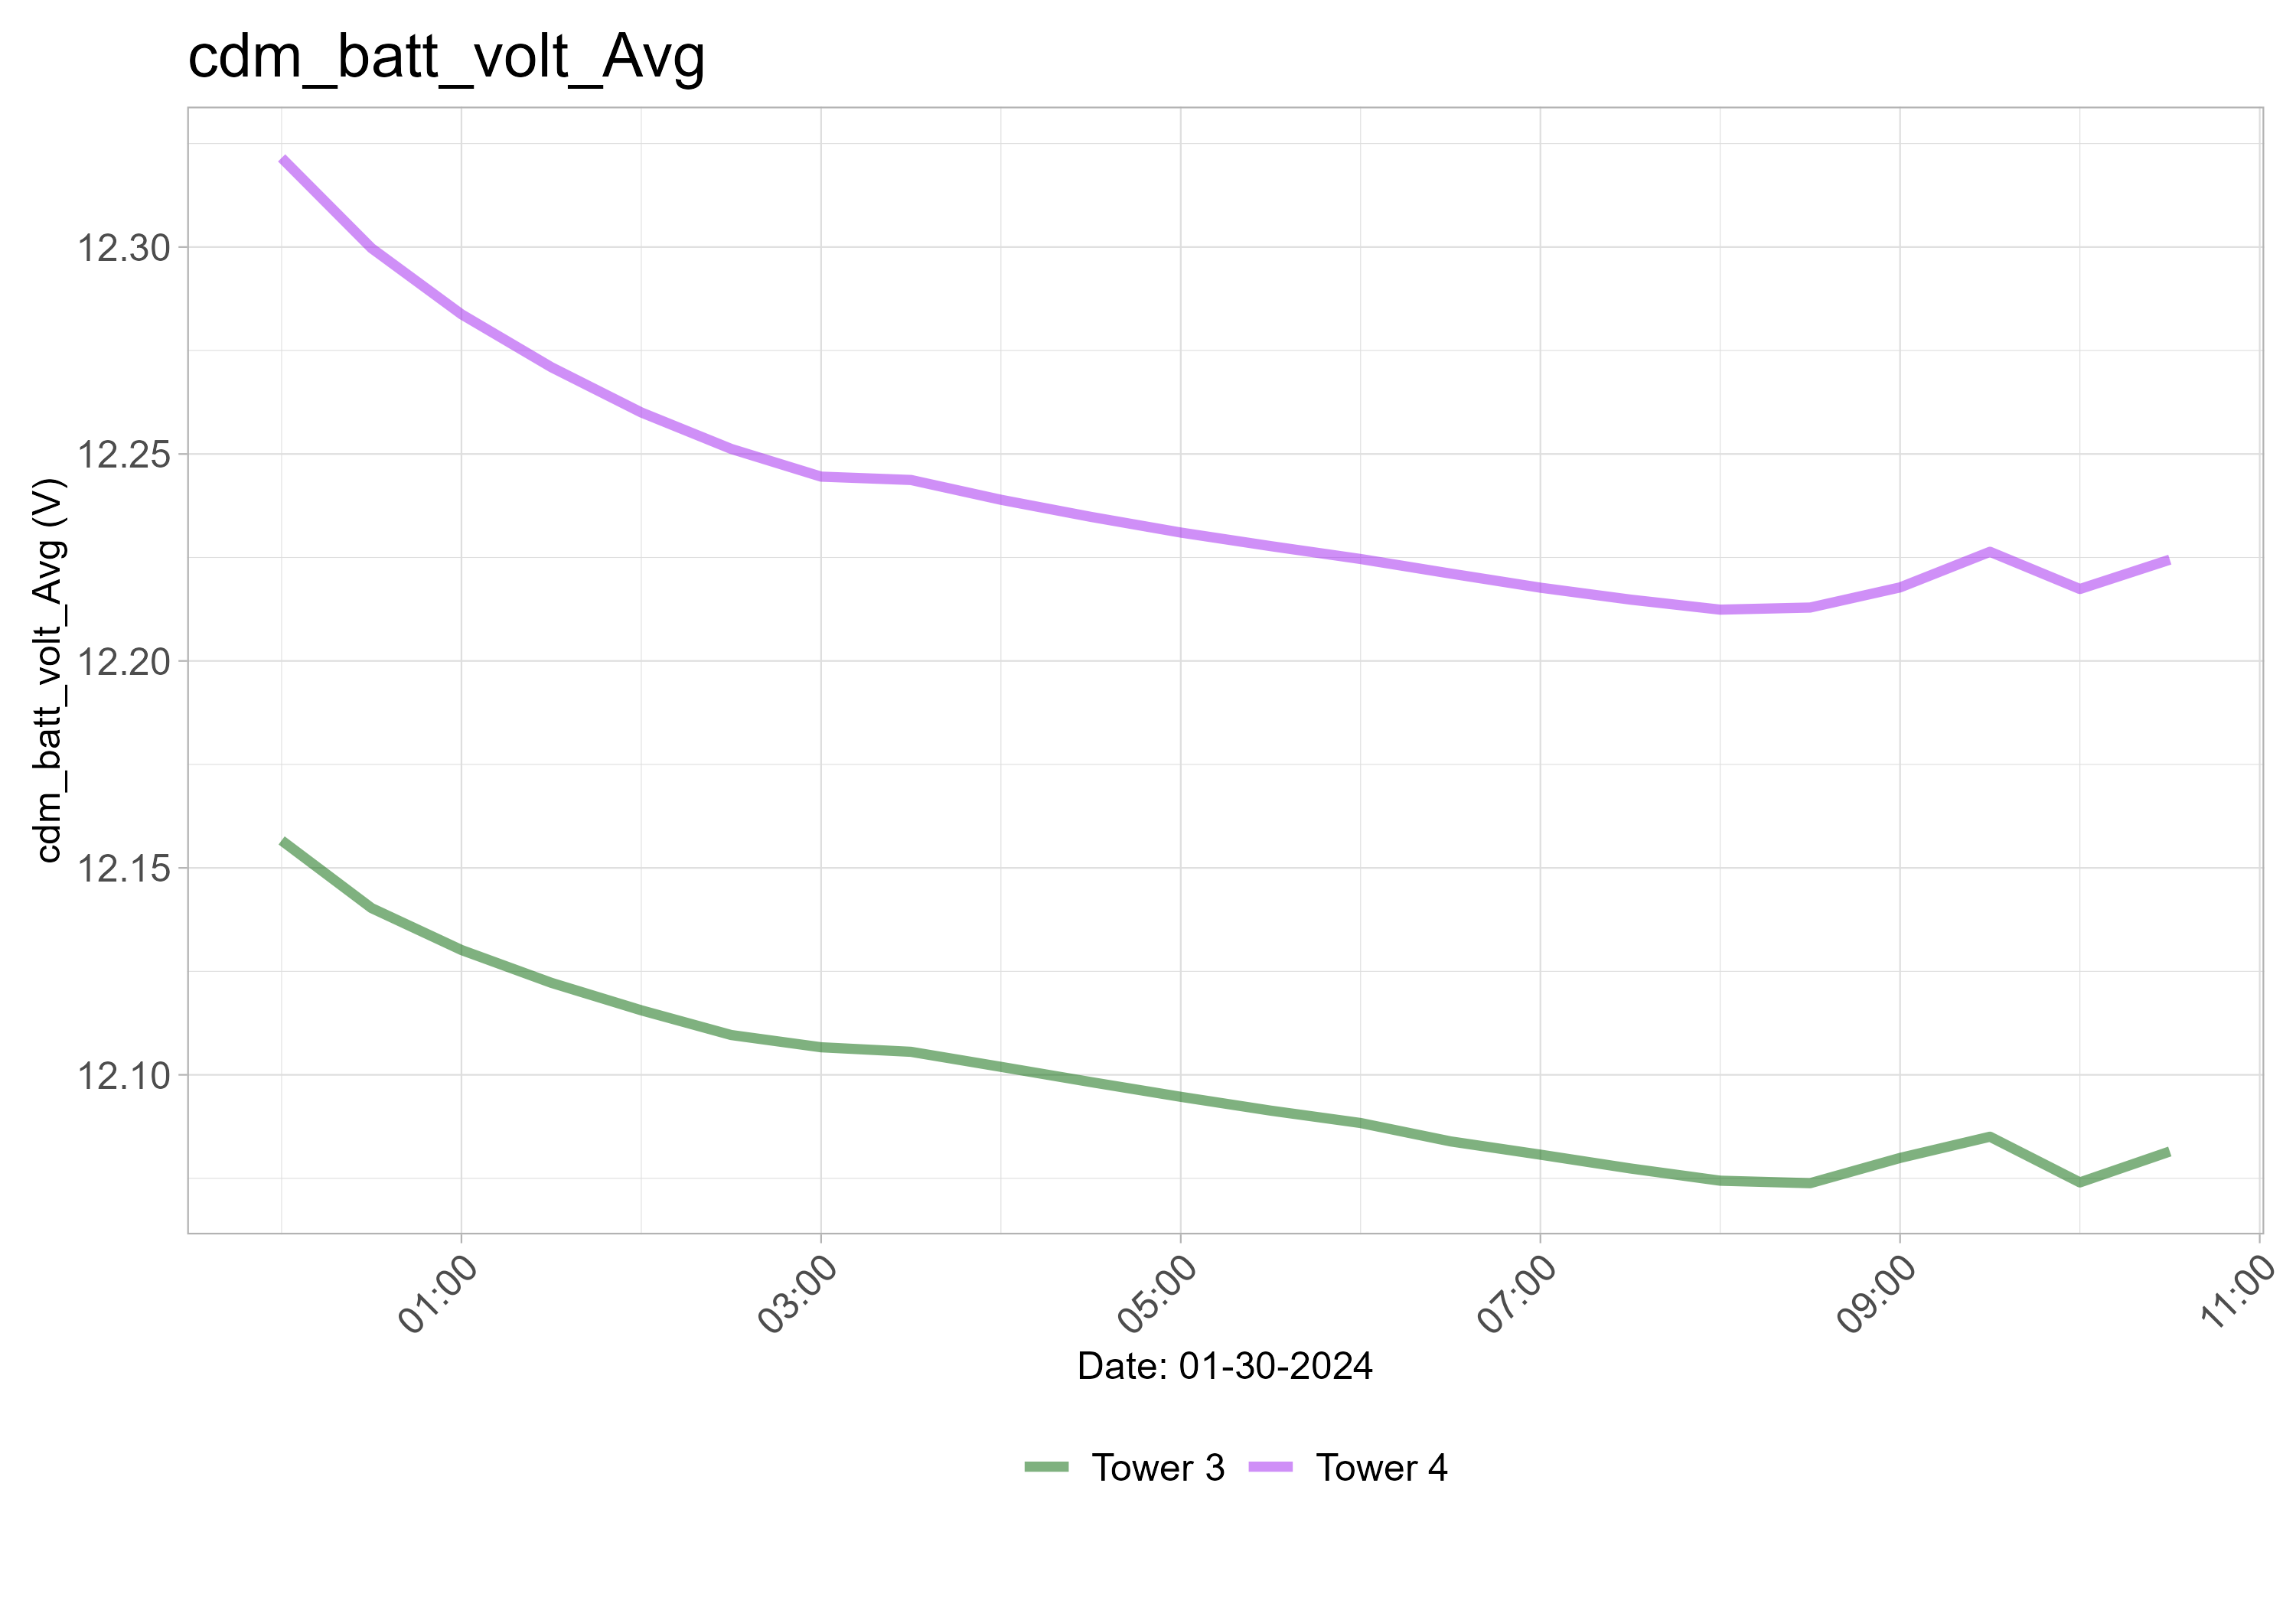 cdm_batt_volt_Avg
cdm_batt_volt_Avg (V)
12.30
12.25
12.20
12.15
12.10
01:00
03:00
05:00
07:00
09:00
11:00
Date: 01-30-2024
Tower 3
Tower 4